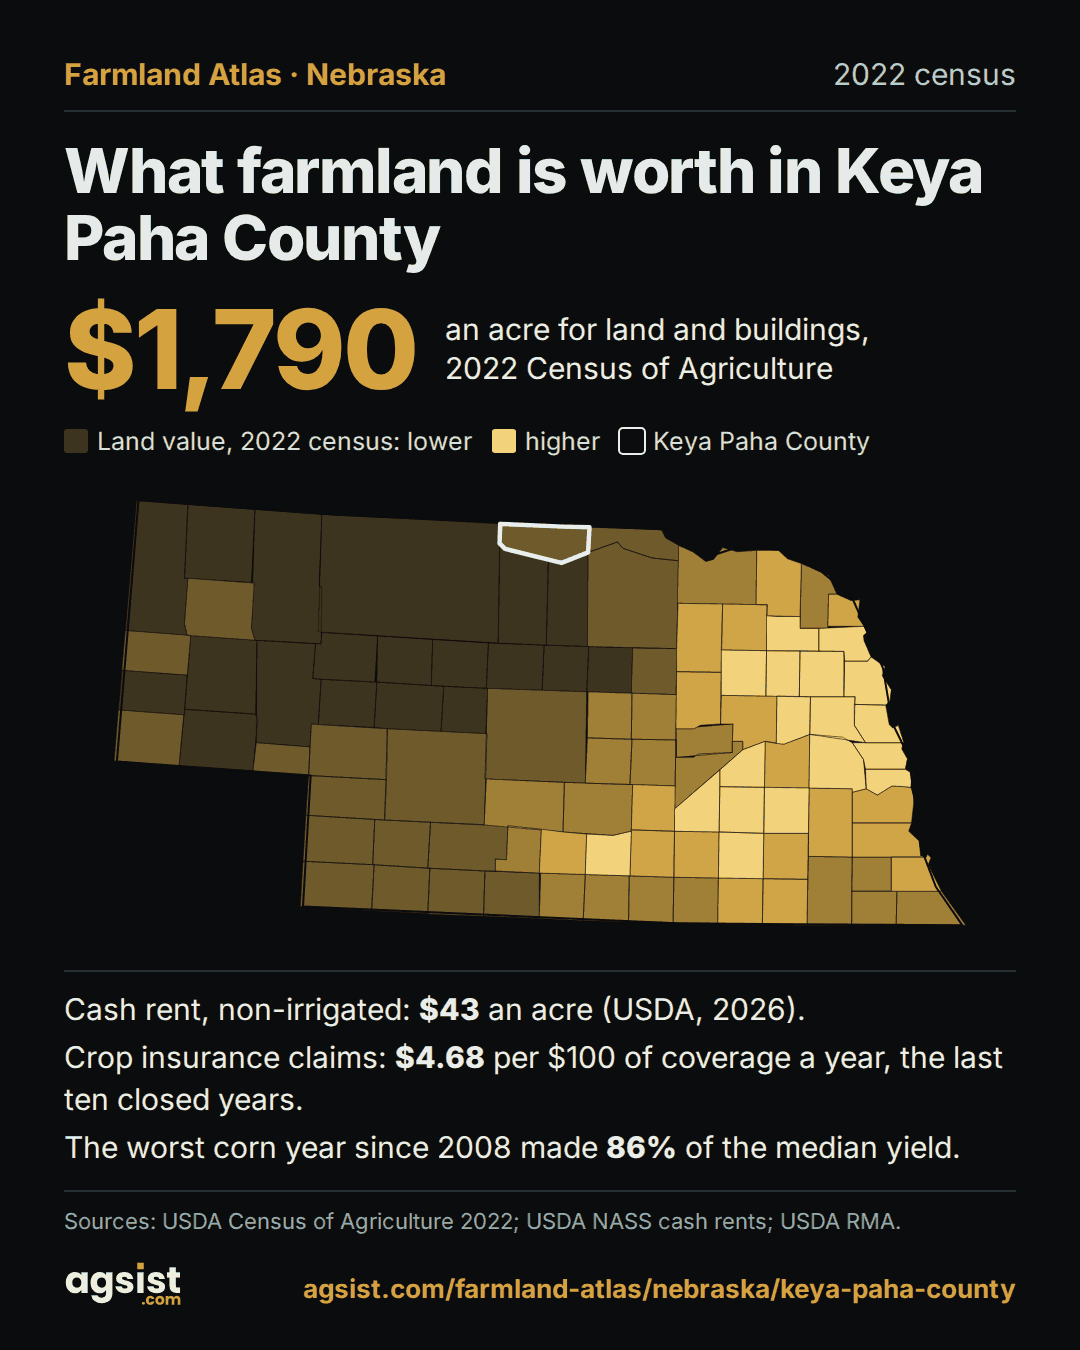 Farmland Atlas · Nebraska
2022 census
What farmland is worth in Keya
Paha County
$1,790
an acre for land and buildings,
2022 Census of Agriculture
Land value, 2022 census: lower
higher
Keya Paha County
Cash rent, non-irrigated: $43 an acre (USDA, 2026).
Crop insurance claims: $4.68 per $100 of coverage a year, the last
ten closed years.
The worst corn year since 2008 made 86% of the median yield.
Sources: USDA Census of Agriculture 2022; USDA NASS cash rents; USDA RMA.
agsist
.com
agsist.com/farmland-atlas/nebraska/keya-paha-county